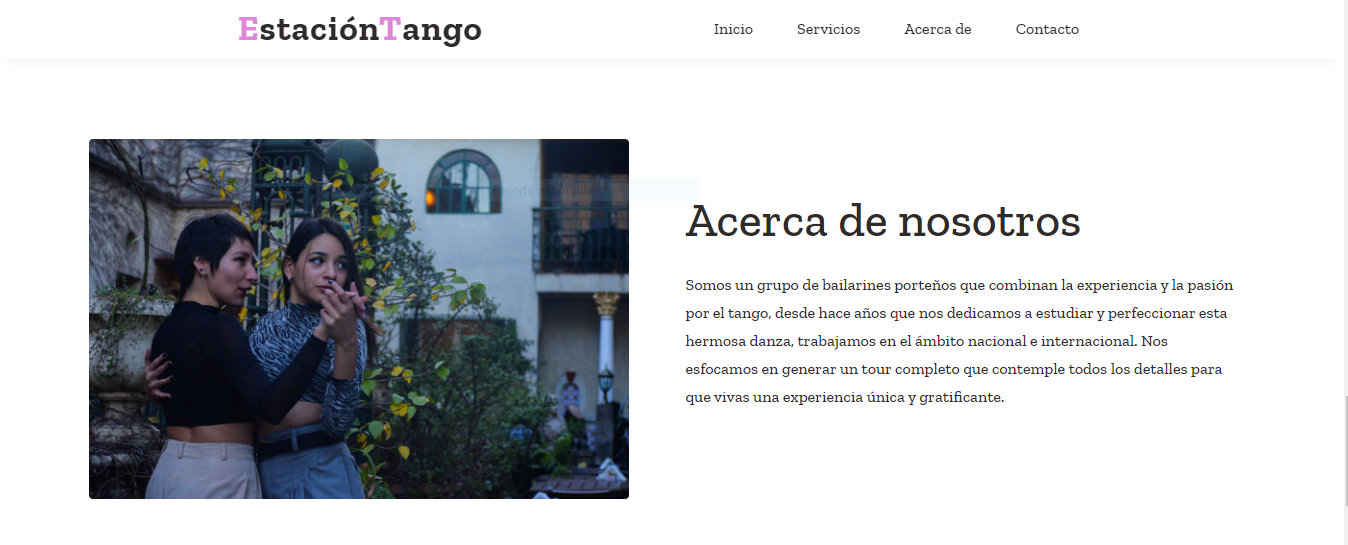 EstaciónTango
Inicio Servicios Acerca de Contacto
Recorte rectangular
Acerca de nosotros
Somos un grupo de bailarines porteños que combinan la experiencia y la pasión
por el tango, desde hace años que nos dedicamos a estudiar y perfeccionar esta
hermosa danza, trabajamos en el ámbito nacional e internacional. Nos
esfocamos en generar un tour completo que contemple todos los detalles para
que vivas una experiencia única y gratificante.